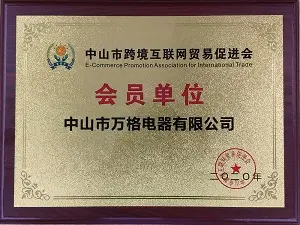 中山市跨境互联网贸易促进会
E-Commerce Promotion Association for International Trade
会员单位
中山市万格电器有限公司
二〇一〇年